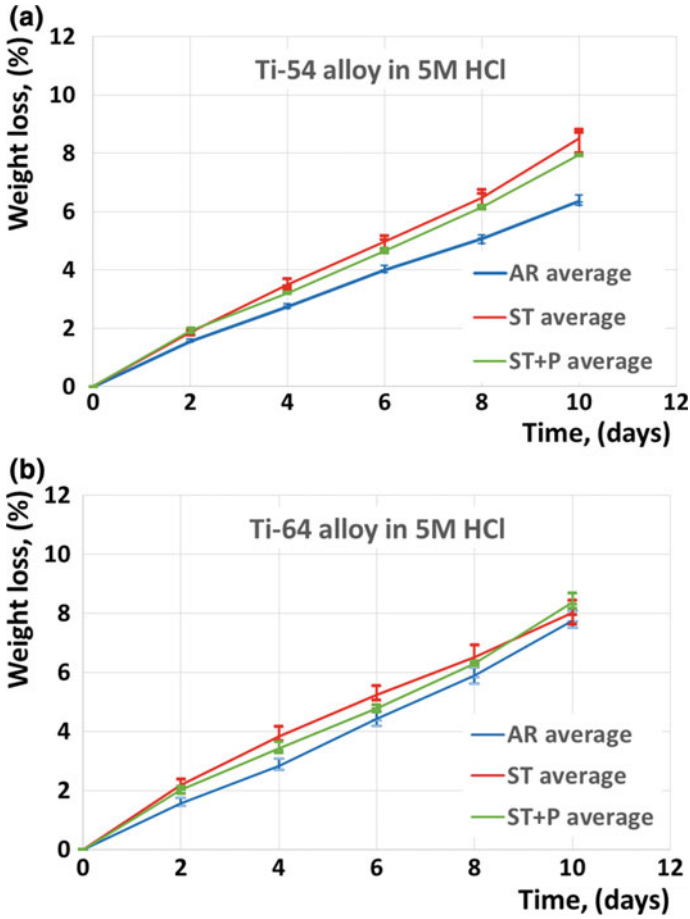 (a)
12
Ti-54 alloy in 5M HCl
10
8
6
4
2
0
Weight loss, (%)
AR average
ST average
ST+P average
0 2 4 6 8 10 12
Time, (days)
(b)
12
Ti-64 alloy in 5M HCl
10
8
6
4
2
0
Weight loss, (%)
AR average
ST average
ST+P average
0 2 4 6 8 10 12
Time, (days)